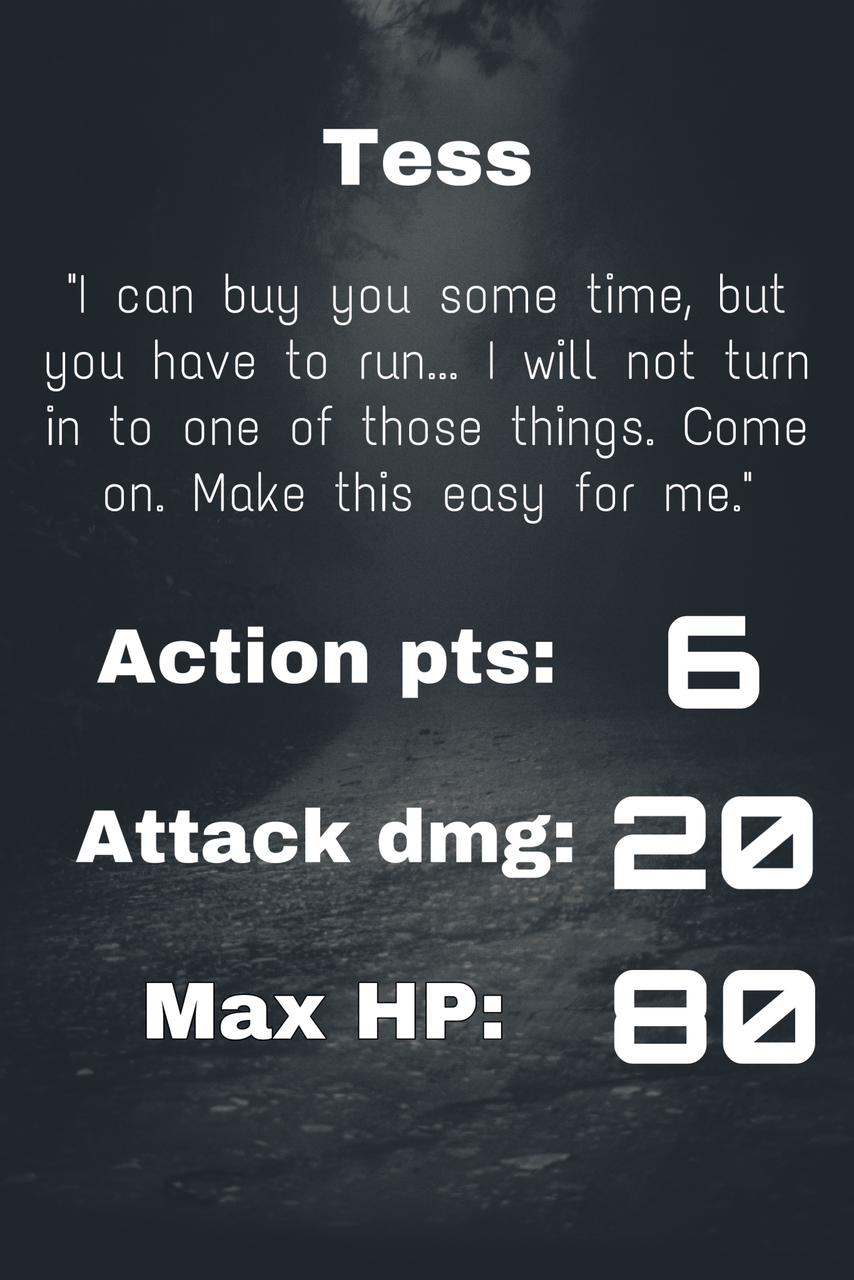 Tess
"I can buy you some time, but
you have to run... I will not turn
in to one of those things. Come
on. Make this easy for me."
Action pts: 6
Attack dmg: 20
Max HP: 80